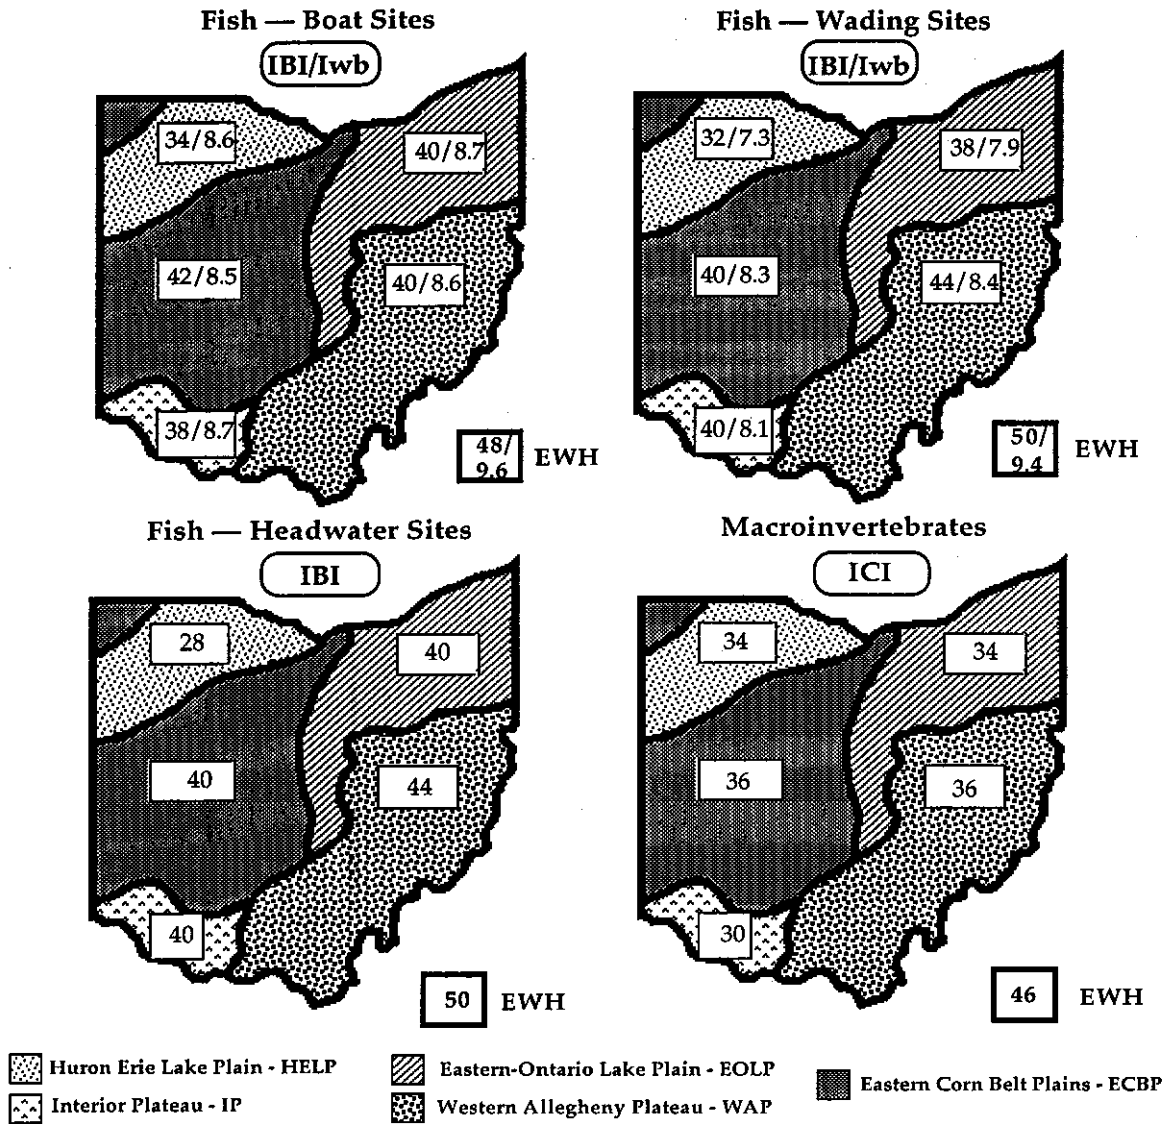 Fish — Boat Sites
IBI/Iwb
34/8.6
40/8.7
42/8.5
40/8.6
38/8.7
48/
9.6
EWH
Fish — Wading Sites
IBI/Iwb
32/7.3
38/7.9
40/8.3
44/8.4
40/8.1
50/
9.4
EWH
Fish — Headwater Sites
IBI
28
40
40
44
40
50
EWH
Macroinvertebrates
ICI
34
34
36
36
30
46
EWH
Huron Erie Lake Plain - HELP
Interior Plateau - IP
Eastern-Ontario Lake Plain - EOLP
Western Allegheny Plateau - WAP
Eastern Corn Belt Plains - ECBP